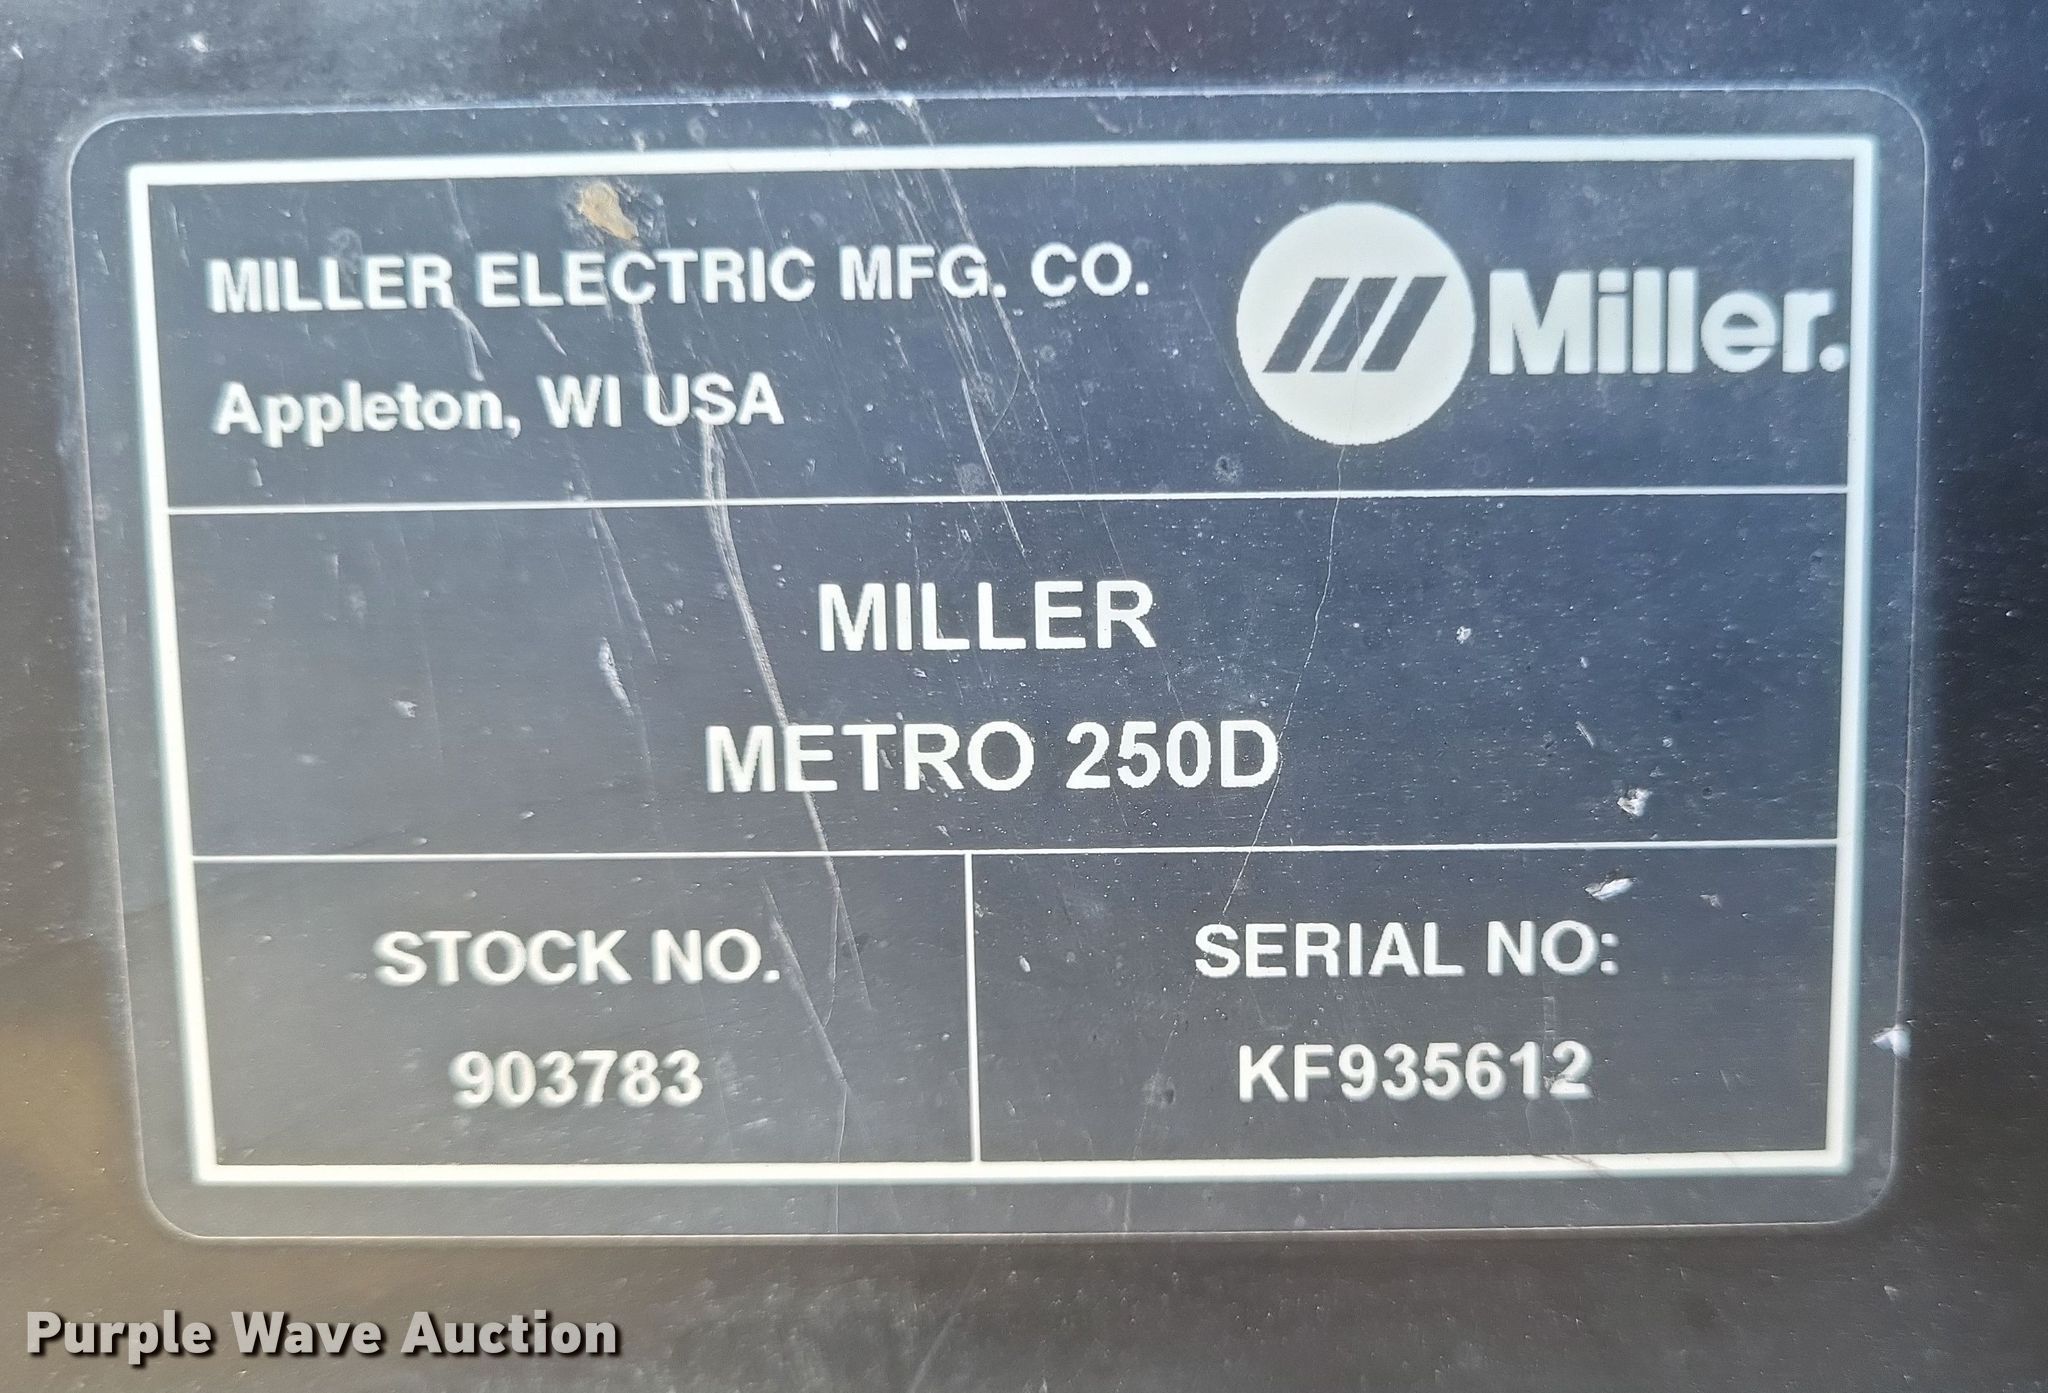 MILLER ELECTRIC MFG. CO.
Appleton, WI USA
Miller.
MILLER
METRO 250D
STOCK NO.
903783
SERIAL NO:
KF935612
Purple Wave Auction